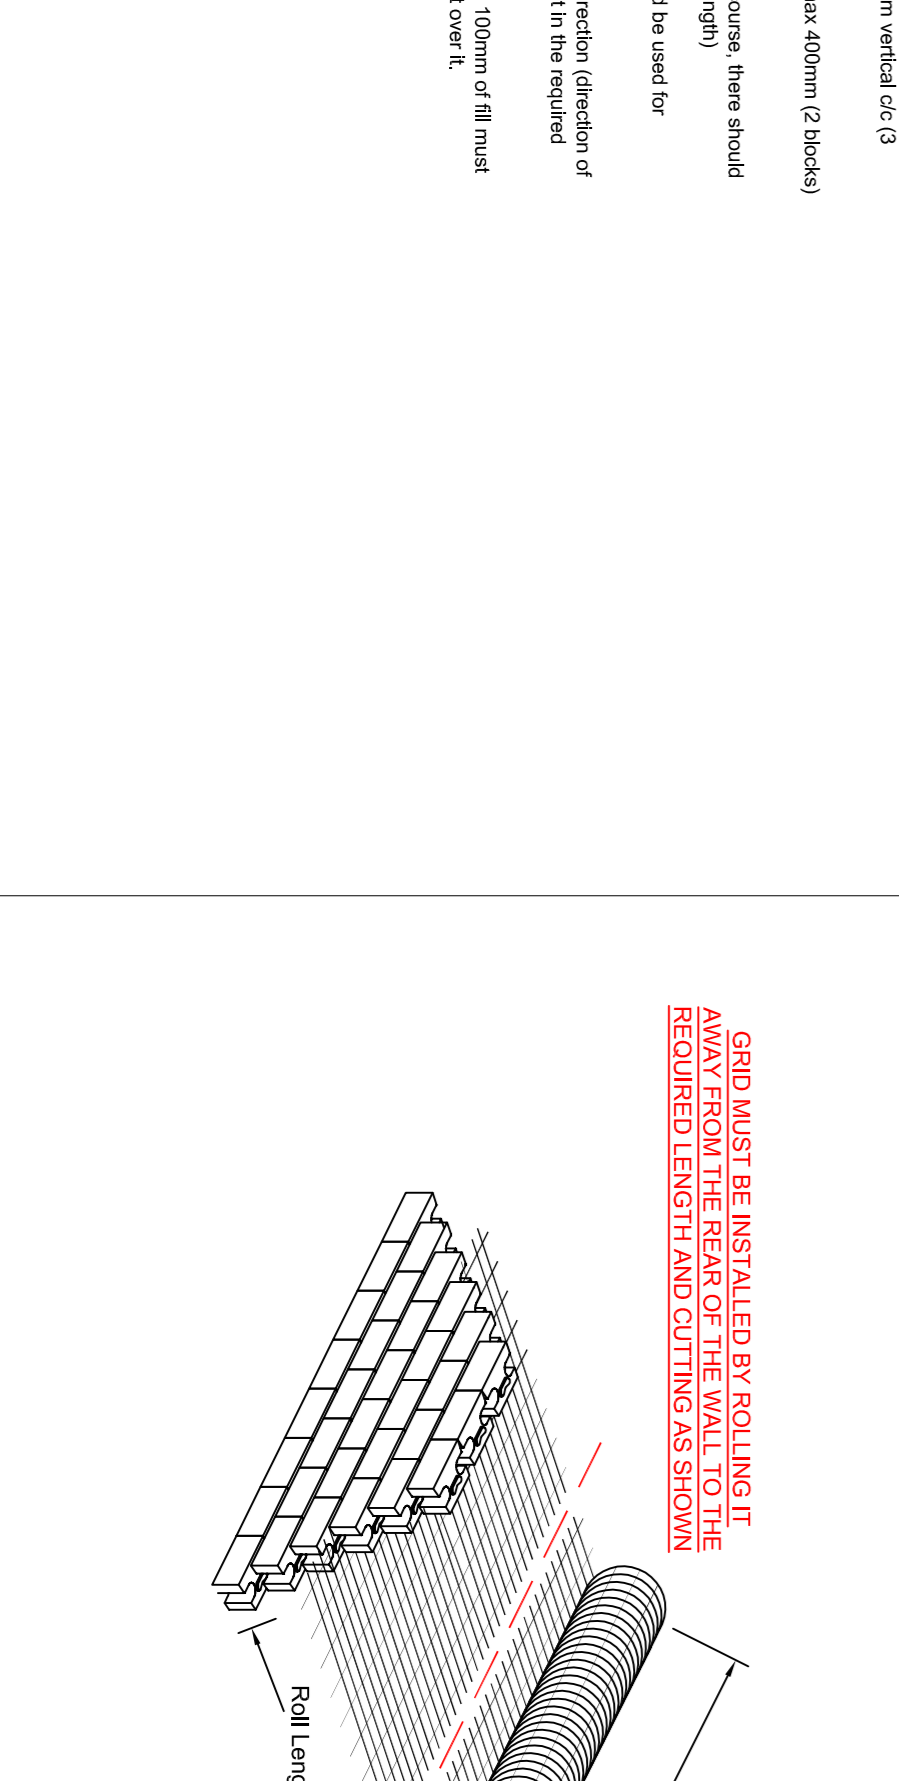 m vertical c/c (3
ax 400mm (2 blocks)
ourse, there should
ngth)
d be used for
rection (direction of
t in the required
100mm of fill must
t over it.
GRID MUST BE INSTALLED BY ROLLING IT
AWAY FROM THE REAR OF THE WALL TO THE
REQUIRED LENGTH AND CUTTING AS SHOWN
Roll Leng